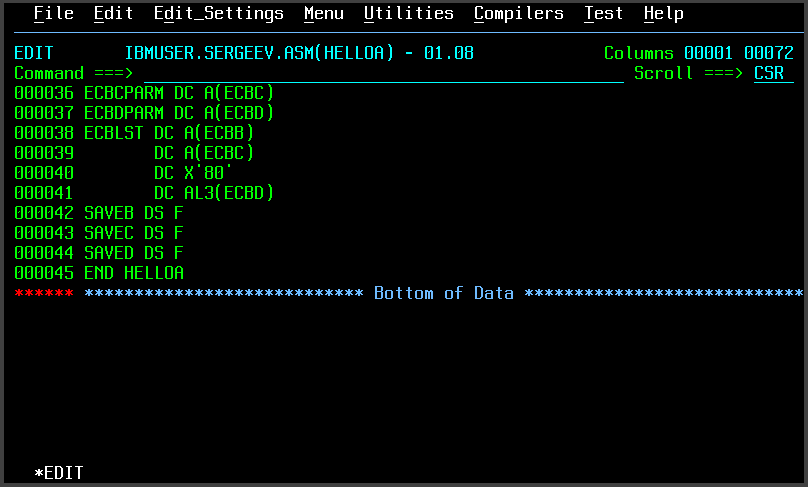 File  Edit  Edit_Settings  Menu  Utilities  Compilers  Test  Help
EDIT       IBMUSER.SERGEEV.ASM(HELLOA) - 01.08             Columns 00001 00072
Command ===>                                                  Scroll ===> CSR
000036 ECBCPARM DC A(ECBC)
000037 ECBDPARM DC A(ECBD)
000038 ECBLST DC A(ECBB)
000039        DC A(ECBC)
000040        DC X'80'
000041        DC AL3(ECBD)
000042 SAVEB DS F
000043 SAVEC DS F
000044 SAVED DS F
000045 END HELLOA
****** **************************** Bottom of Data ****************************
*EDIT